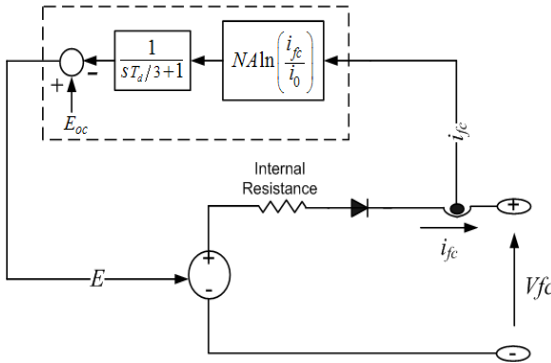 1
sT_d/3+1
NA ln(i_fc/i_0)
-
+
E_oc
i_fc
Internal
Resistance
+
i_fc
E
+
-
Vfc
-